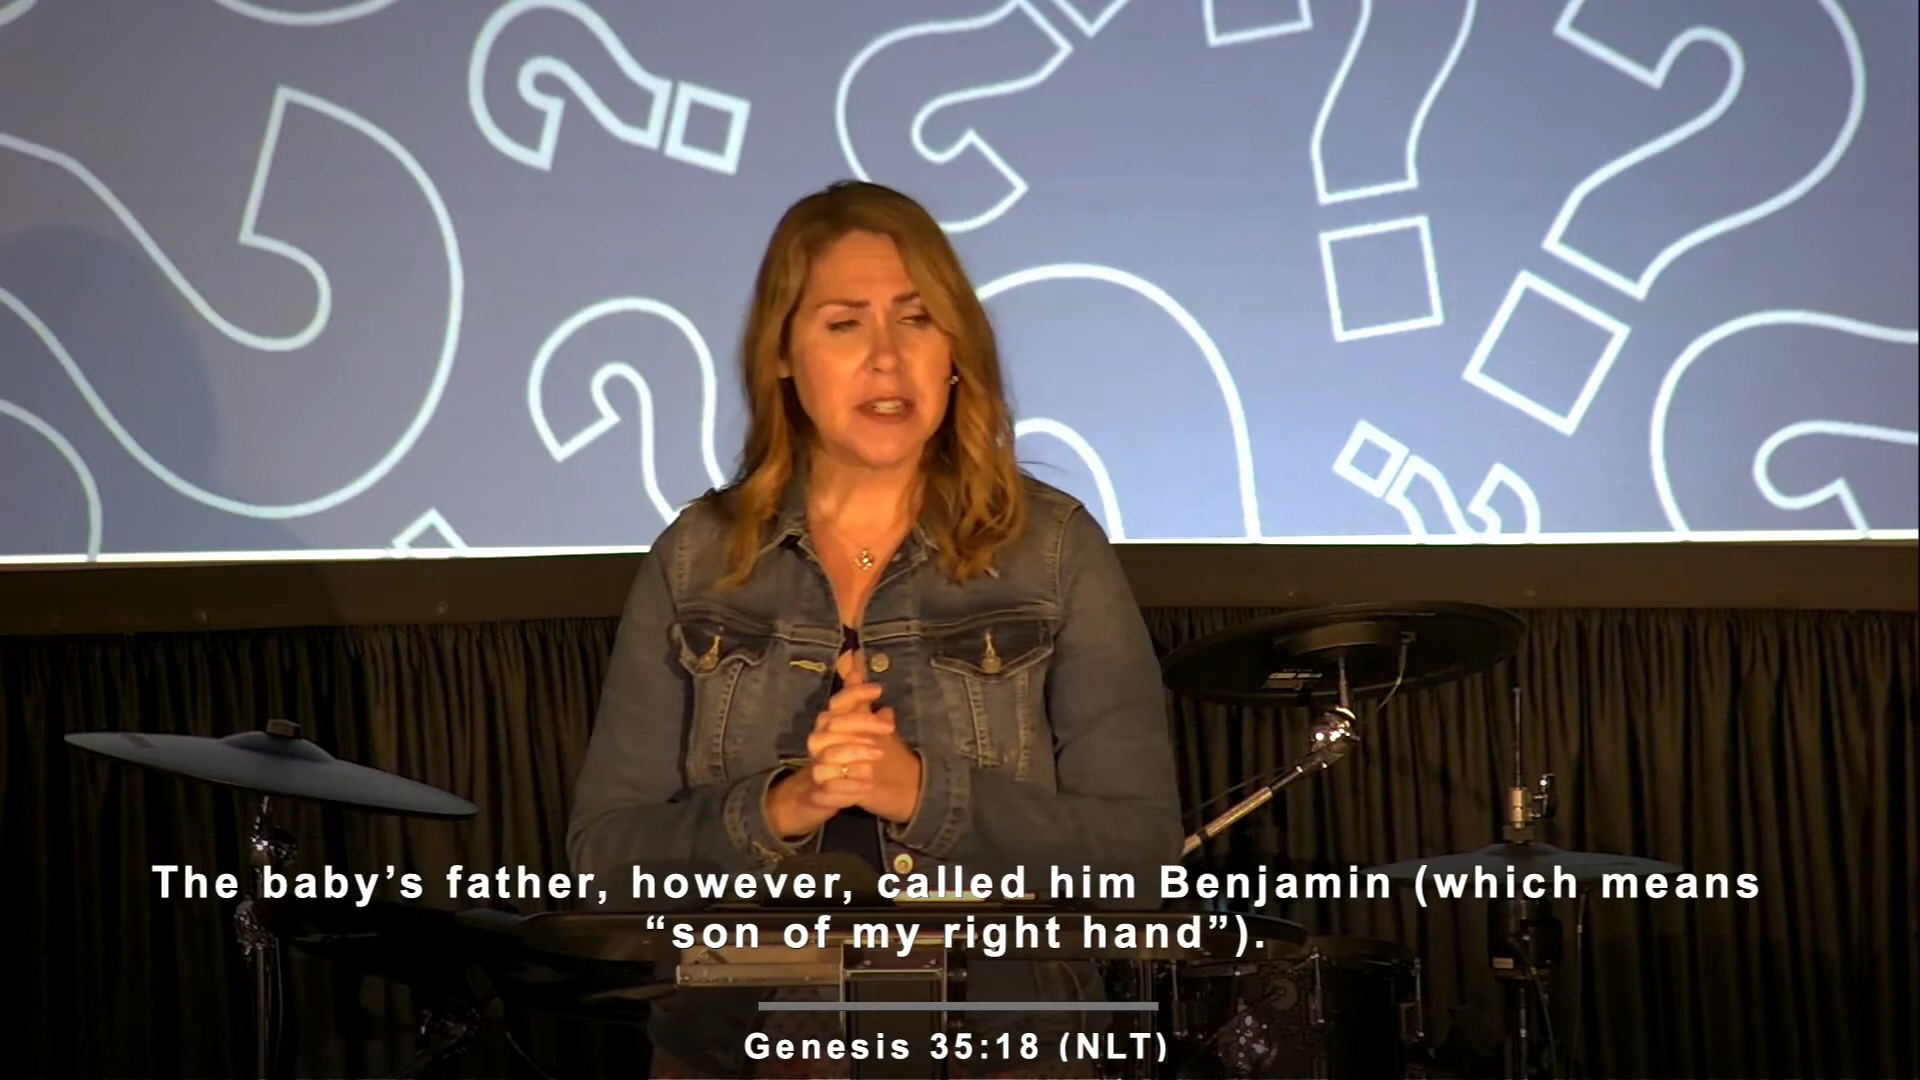 The baby’s father, however, called him Benjamin (which means
“son of my right hand”).
Genesis 35:18 (NLT)